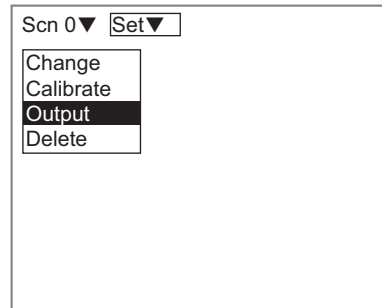 Scn 0▼ Set▼
Change
Calibrate
Output
Delete